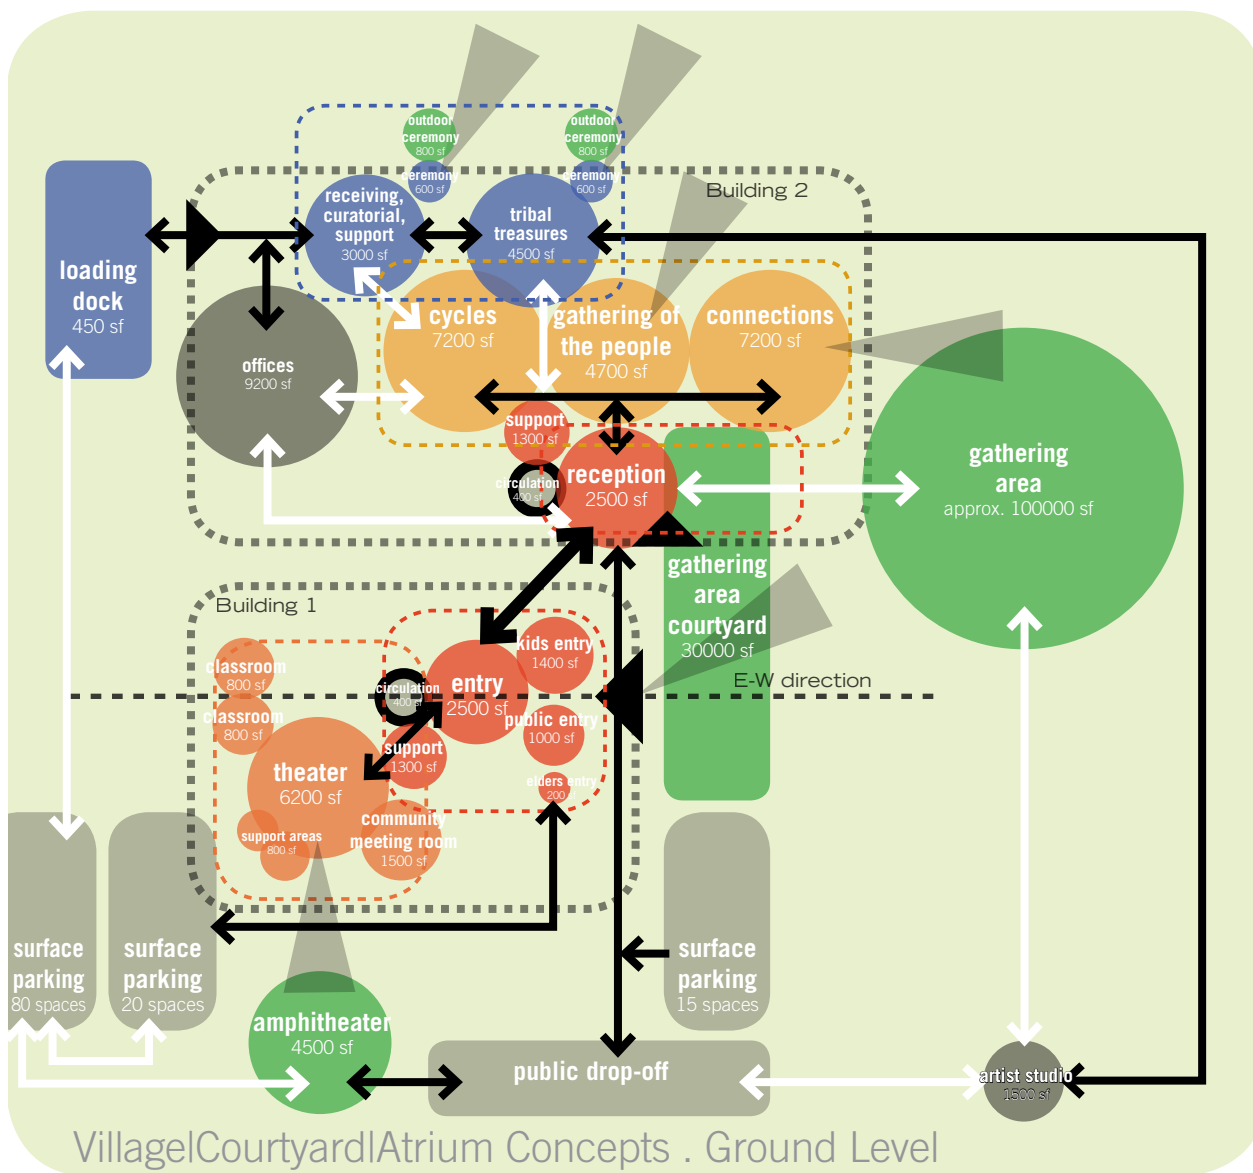 outdoor
ceremony
800 sf
outdoor
ceremony
800 sf
ceremony
600 sf
ceremony
600 sf
Building 2
receiving,
curatorial,
support
3000 sf
tribal
treasures
4500 sf
loading
dock
450 sf
cycles
7200 sf
gathering of
the people
4700 sf
connections
7200 sf
offices
9200 sf
support
1300 sf
circulation
400 sf
reception
2500 sf
gathering
area
approx. 100000 sf
gathering
area
courtyard
30000 sf
Building 1
kids entry
1400 sf
classroom
800 sf
circulation
400 sf
entry
2500 sf
E-W direction
classroom
800 sf
public entry
1000 sf
support
1300 sf
theater
6200 sf
elders entry
200 sf
community
meeting room
1500 sf
support areas
800 sf
surface
parking
80 spaces
surface
parking
20 spaces
surface
parking
15 spaces
amphitheater
4500 sf
public drop-off
artist studio
1500 sf
Village|Courtyard|Atrium Concepts . Ground Level